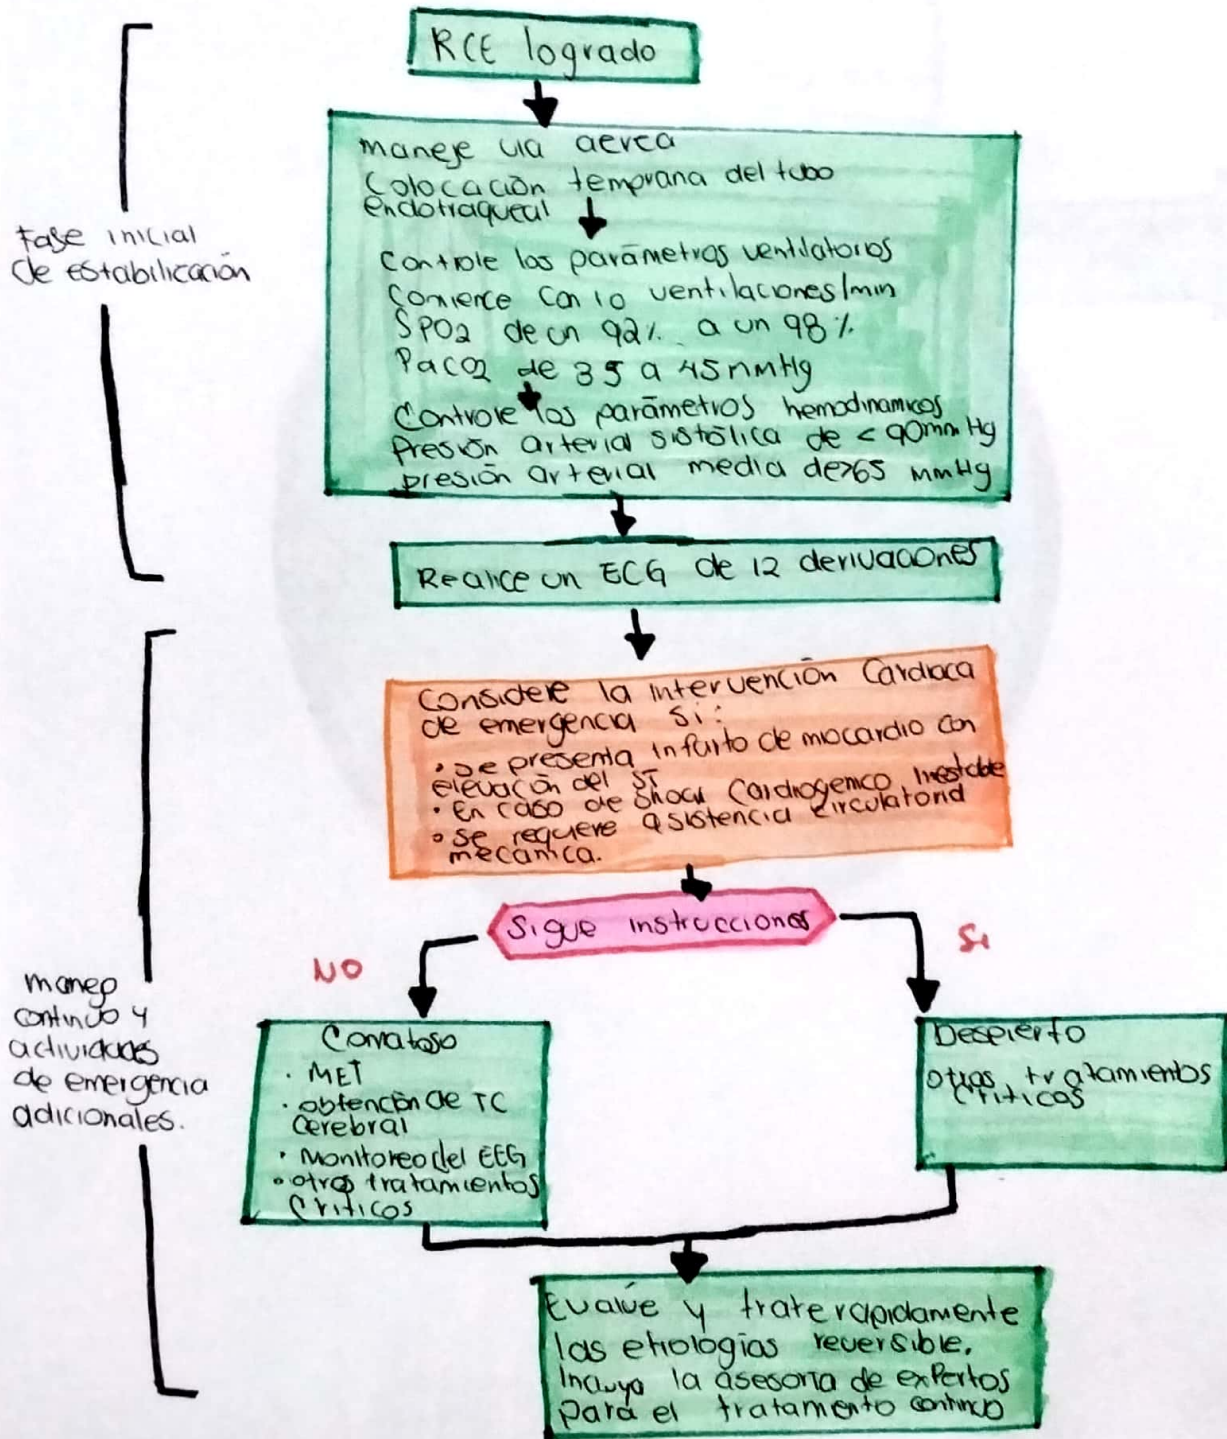 RCE logrado
maneje via aerea
Colocación temprana del tubo
endotraqueal
Controle los parámetros ventilatorios
Comience con 10 ventilaciones/min
SPO2 de un 92% a un 98%
PaCO2 de 35 a 45 mmHg
Controle los parámetros hemodinamicos
Presión arterial sistólica de < 90mm Hg
presión arterial media de >65 mmHg
Realice un ECG de 12 derivaciones
Fase inicial
de estabilicación
Considere la intervención Cardiaca
de emergencia si:
• Se presenta infarto de mocardio con
elevación del ST
• En caso de Shock Cardiogenico Inestable
• Se requiere asistencia circulatoria
mecánica.
Sigue instrucciones
NO
Si
manejo
continuo y
actividades
de emergencia
adicionales.
Comatoso
· MET
· obtención de TC
Cerebral
· Monitoreo del EEG
• otros tratamientos
Criticos
Despierto
otros tratamientos
Criticos
Evalúe y trate rapidamente
las etiologías reversible.
Incluya la asesoria de expertos
para el tratamiento continuo